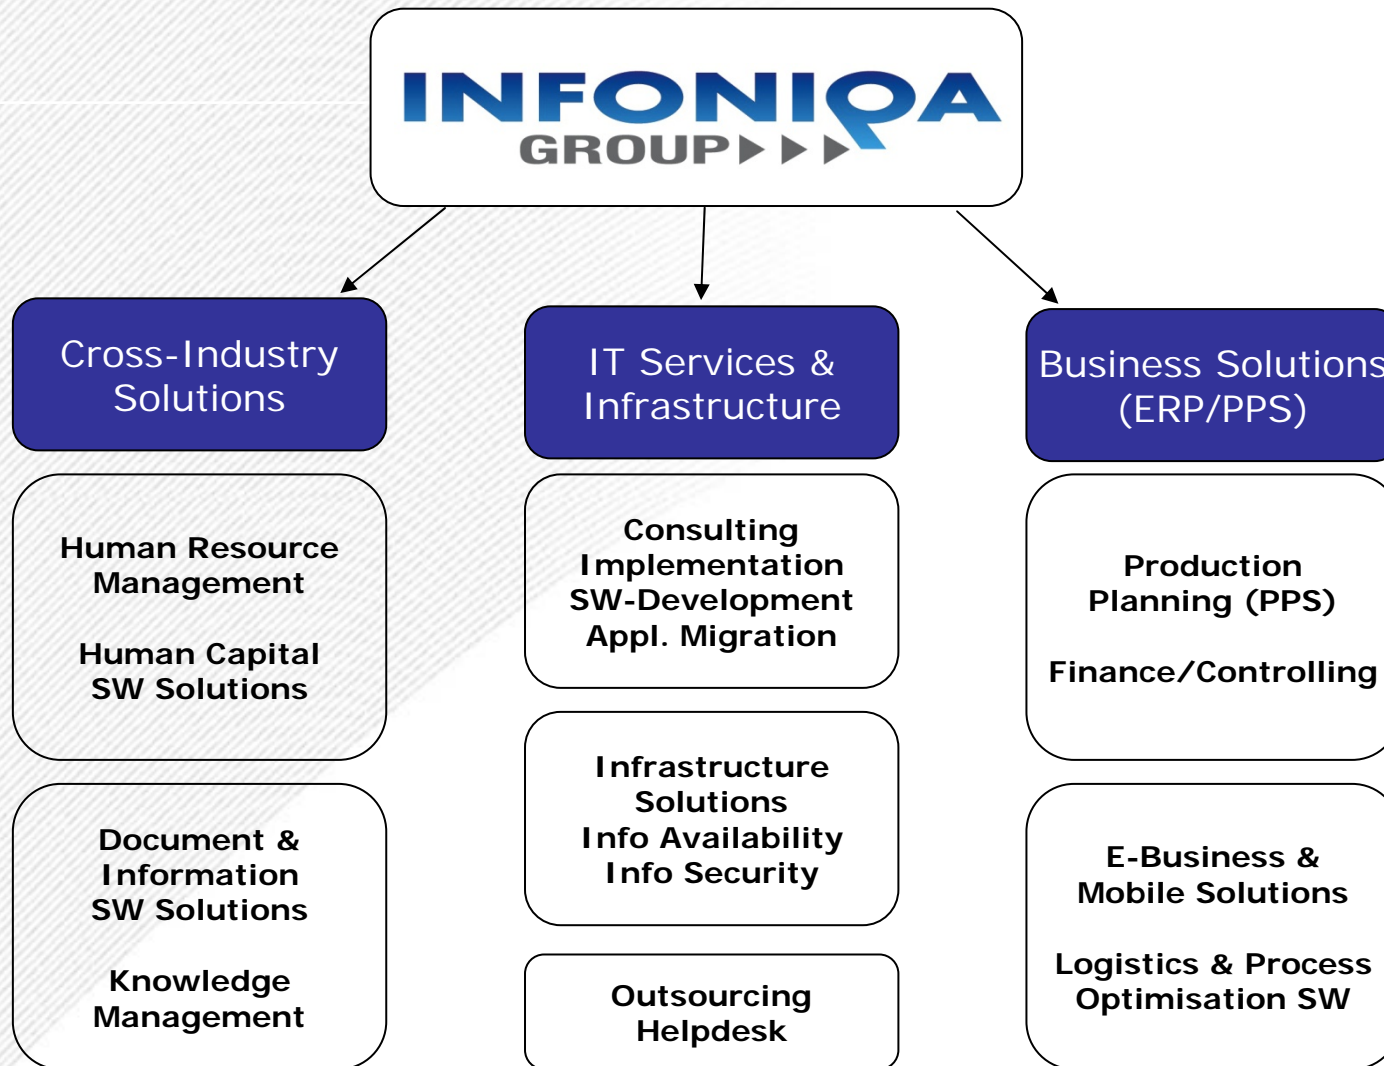 INFONIQA
GROUP
Cross-Industry
Solutions
Human Resource
Management
Human Capital
SW Solutions
Document &
Information
SW Solutions
Knowledge
Management
IT Services &
Infrastructure
Consulting
Implementation
SW-Development
Appl. Migration
Infrastructure
Solutions
Info Availability
Info Security
Outsourcing
Helpdesk
Business Solutions
(ERP/PPS)
Production
Planning (PPS)
Finance/Controlling
E-Business &
Mobile Solutions
Logistics & Process
Optimisation SW